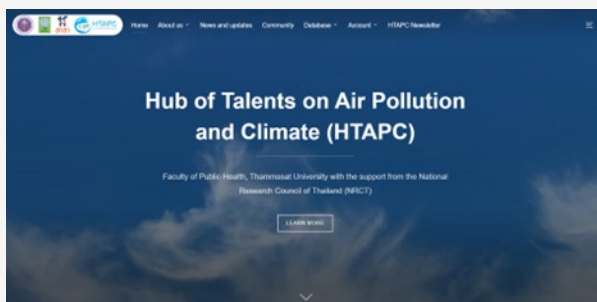 HTAPC
Home About us News and updates Community Database Account HTAPC Newsletter
Hub of Talents on Air Pollution
and Climate (HTAPC)
Faculty of Public Health, Thammasat University with the support from the National
Research Council of Thailand (NRCT)
LEARN MORE